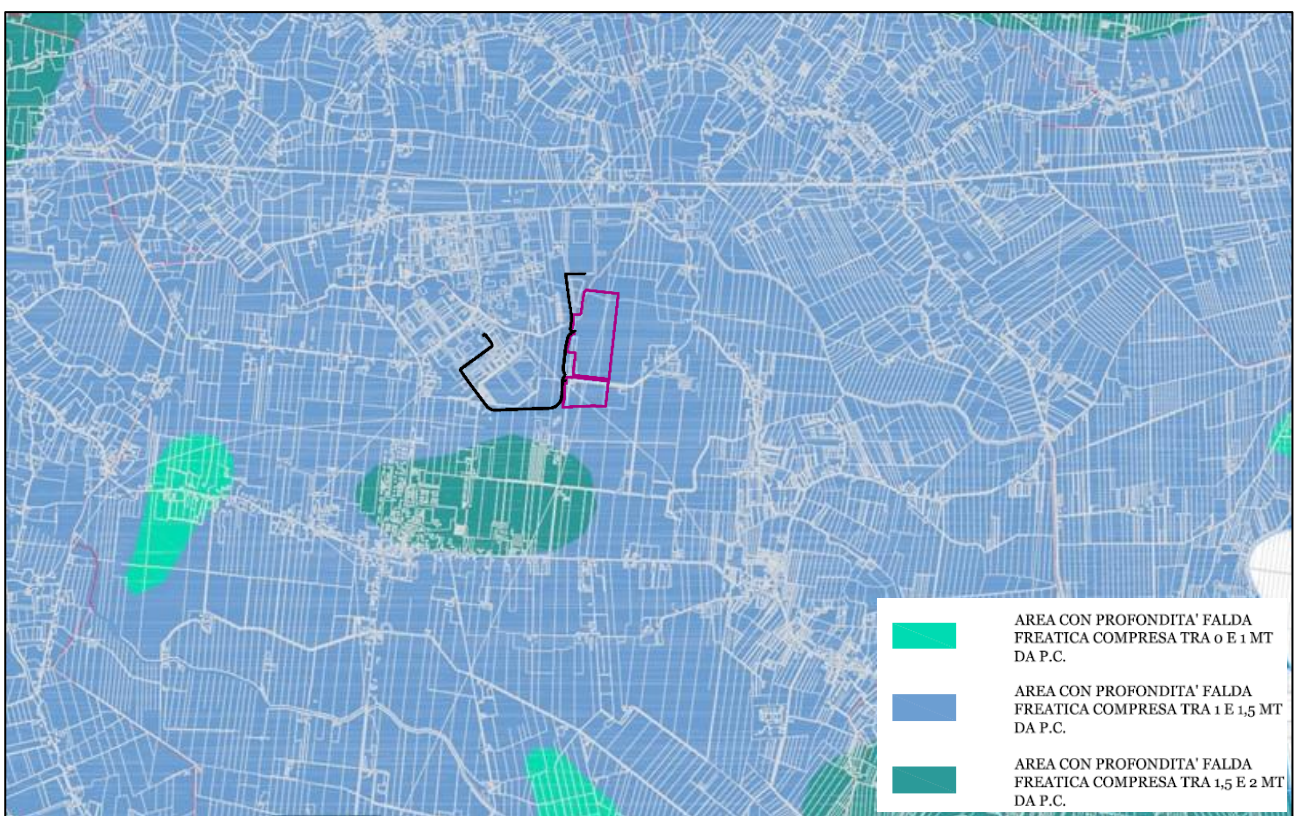 AREA CON PROFONDITA' FALDA
FREATICA COMPRESA TRA 0 E 1 MT
DA P.C.
AREA CON PROFONDITA' FALDA
FREATICA COMPRESA TRA 1 E 1,5 MT
DA P.C.
AREA CON PROFONDITA' FALDA
FREATICA COMPRESA TRA 1,5 E 2 MT
DA P.C.